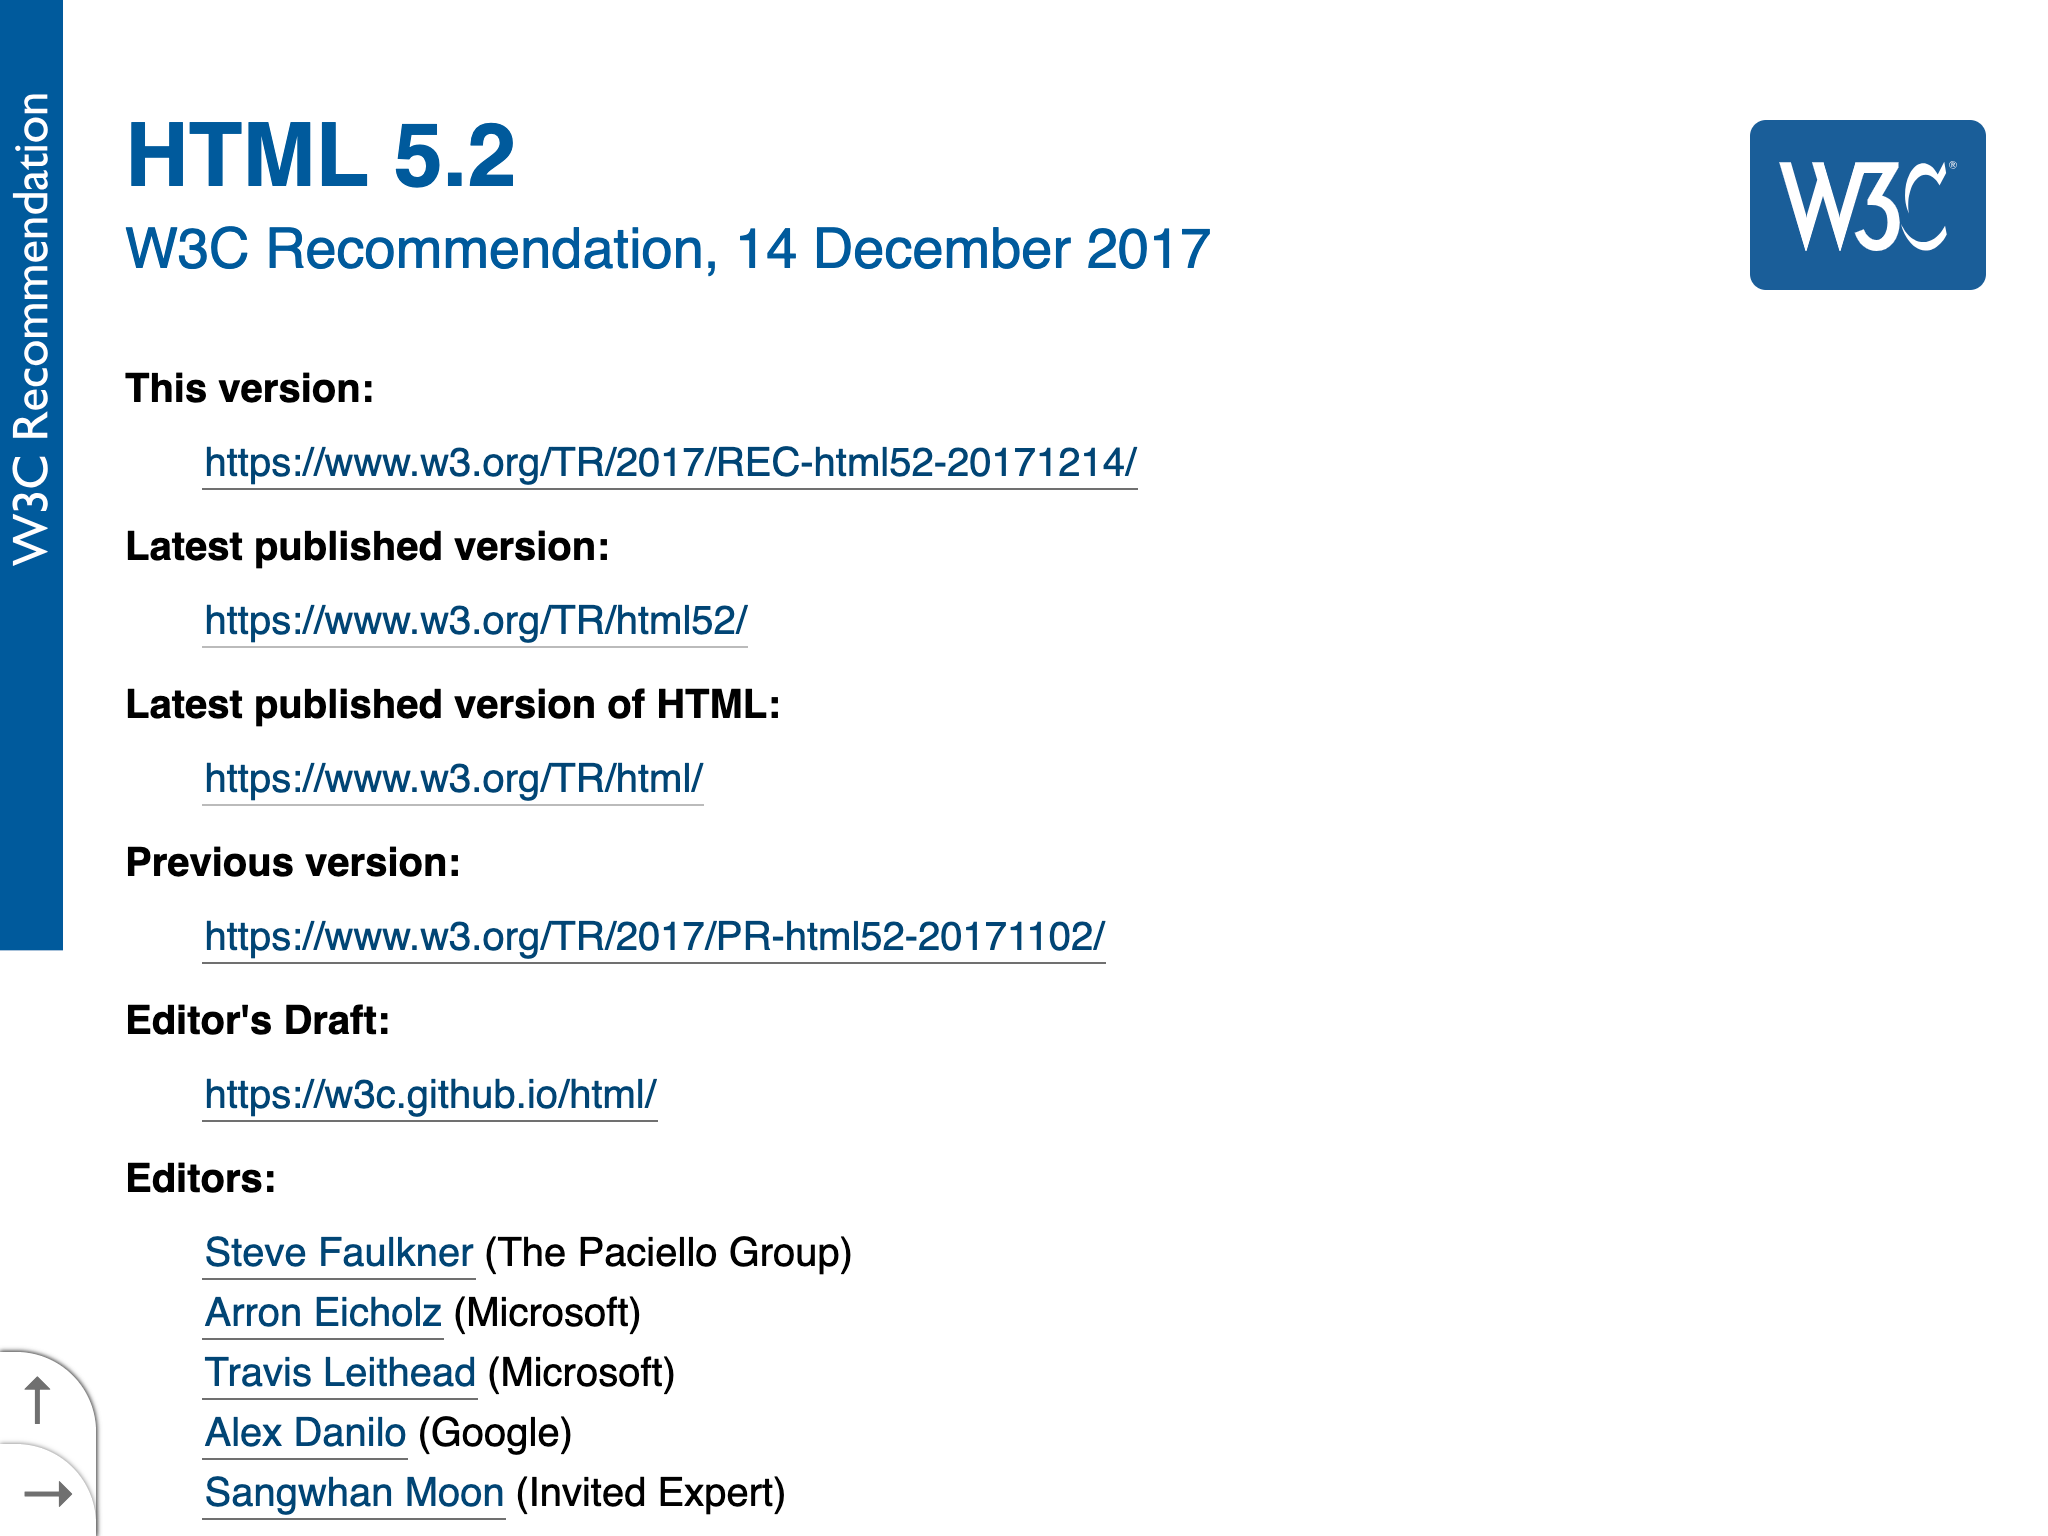 W3C Recommendation
HTML 5.2
W3C Recommendation, 14 December 2017
W3C®
This version:
https://www.w3.org/TR/2017/REC-html52-20171214/
Latest published version:
https://www.w3.org/TR/html52/
Latest published version of HTML:
https://www.w3.org/TR/html/
Previous version:
https://www.w3.org/TR/2017/PR-html52-20171102/
Editor's Draft:
https://w3c.github.io/html/
Editors:
Steve Faulkner (The Paciello Group)
Arron Eicholz (Microsoft)
Travis Leithead (Microsoft)
Alex Danilo (Google)
Sangwhan Moon (Invited Expert)
↑
→